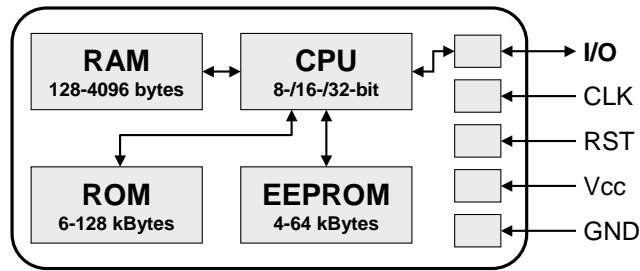 RAM
128-4096 bytes
CPU
8-/16-/32-bit
I/O
CLK
RST
Vcc
GND
ROM
6-128 kBytes
EEPROM
4-64 kBytes